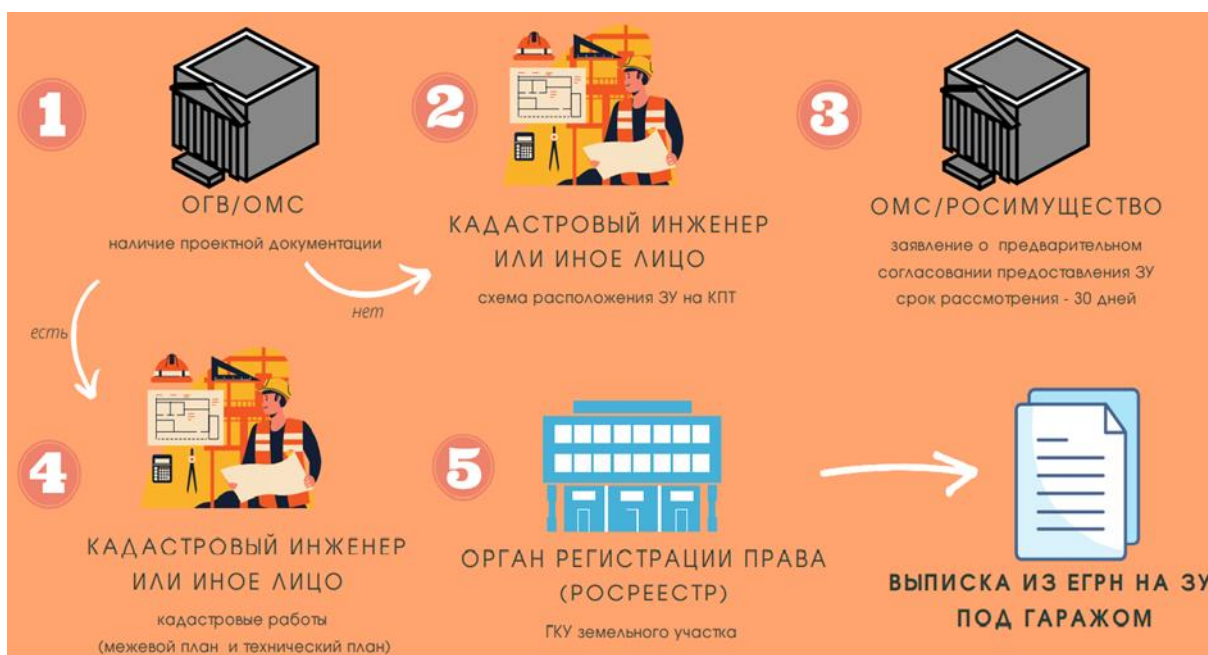 1
ОГВ/ОМС
наличие проектной документации
есть
нет
2
КАДАСТРОВЫЙ ИНЖЕНЕР
ИЛИ ИНОЕ ЛИЦО
схема расположения ЗУ на КПТ
3
ОМС/РОСИМУЩЕСТВО
заявление о предварительном
согласовании предоставления ЗУ
срок рассмотрения - 30 дней
4
КАДАСТРОВЫЙ ИНЖЕНЕР
ИЛИ ИНОЕ ЛИЦО
кадастровые работы
(межевой план и технический план)
5
ОРГАН РЕГИСТРАЦИИ ПРАВА
(РОСРЕЕСТР)
ГКУ земельного участка
ВЫПИСКА ИЗ ЕГРН НА ЗУ
ПОД ГАРАЖОМ